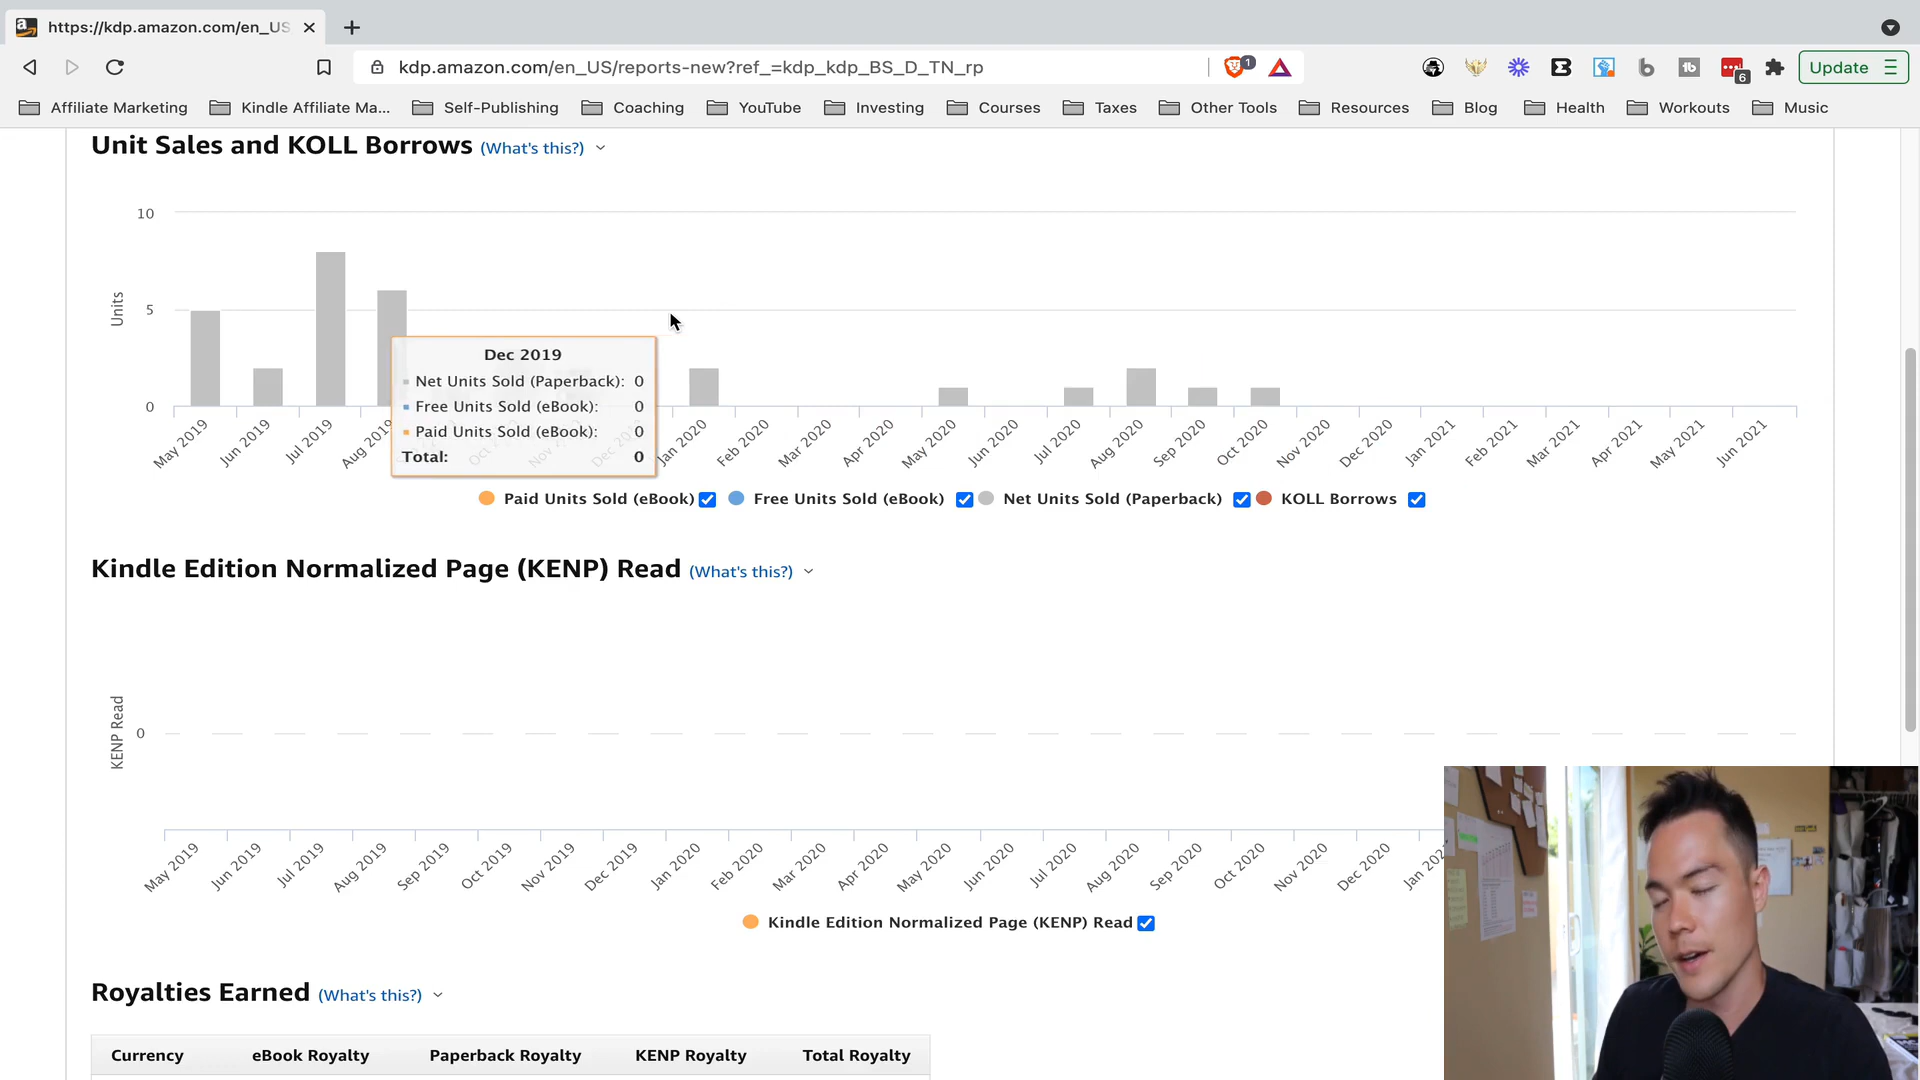 https://kdp.amazon.com/en_US
kdp.amazon.com/en_US/reports-new?ref_=kdp_kdp_BS_D_TN_rp
1
6
Update
Affiliate Marketing
Kindle Affiliate Ma...
Self-Publishing
Coaching
YouTube
Investing
Courses
Taxes
Other Tools
Resources
Blog
Health
Workouts
Music
Unit Sales and KOLL Borrows (What's this?)
10
5
0
Units
Dec 2019
Net Units Sold (Paperback): 0
Free Units Sold (eBook): 0
Paid Units Sold (eBook): 0
Total: 0
May 2019
Jun 2019
Jul 2019
Aug 2019
Oct 2019
Nov 2019
Dec 2019
Jan 2020
Feb 2020
Mar 2020
Apr 2020
May 2020
Jun 2020
Jul 2020
Aug 2020
Sep 2020
Oct 2020
Nov 2020
Dec 2020
Jan 2021
Feb 2021
Mar 2021
Apr 2021
May 2021
Jun 2021
Paid Units Sold (eBook)
Free Units Sold (eBook)
Net Units Sold (Paperback)
KOLL Borrows
Kindle Edition Normalized Page (KENP) Read (What's this?)
KENP Read
0
May 2019
Jun 2019
Jul 2019
Aug 2019
Sep 2019
Oct 2019
Nov 2019
Dec 2019
Jan 2020
Feb 2020
Mar 2020
Apr 2020
May 2020
Jun 2020
Jul 2020
Aug 2020
Sep 2020
Oct 2020
Nov 2020
Dec 2020
Jan 202
Kindle Edition Normalized Page (KENP) Read
Royalties Earned (What's this?)
Currency
eBook Royalty
Paperback Royalty
KENP Royalty
Total Royalty